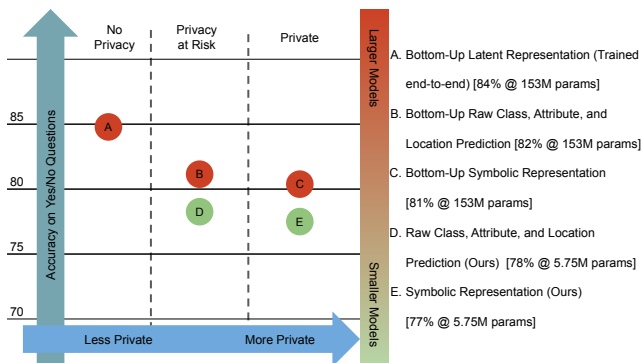 No
Privacy
Privacy
at Risk
Private
Accuracy on Yes/No Questions
85
80
75
70
A
B
C
D
E
Less Private
More Private
Larger Models
Smaller Models
A. Bottom-Up Latent Representation (Trained
end-to-end) [84% @ 153M params]
B. Bottom-Up Raw Class, Attribute, and
Location Prediction [82% @ 153M params]
C. Bottom-Up Symbolic Representation
[81% @ 153M params]
D. Raw Class, Attribute, and Location
Prediction (Ours) [78% @ 5.75M params]
E. Symbolic Representation (Ours)
[77% @ 5.75M params]